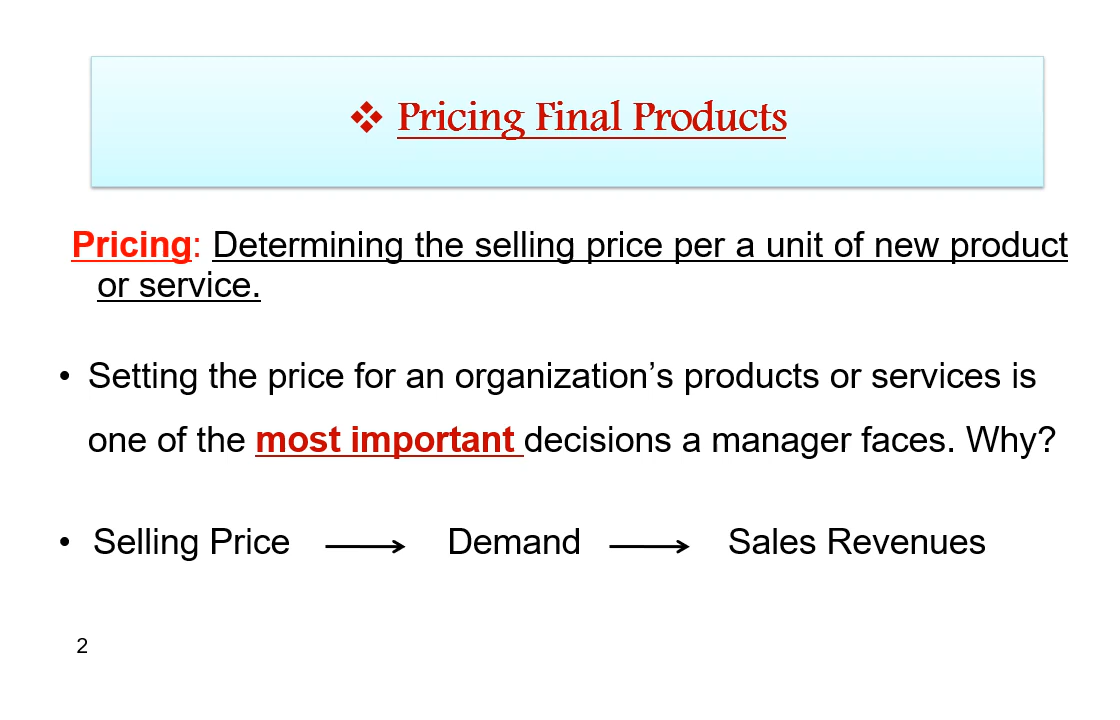 ❖ Pricing Final Products
Pricing: Determining the selling price per a unit of new product
or service.
• Setting the price for an organization’s products or services is
one of the most important decisions a manager faces. Why?
• Selling Price → Demand → Sales Revenues
2